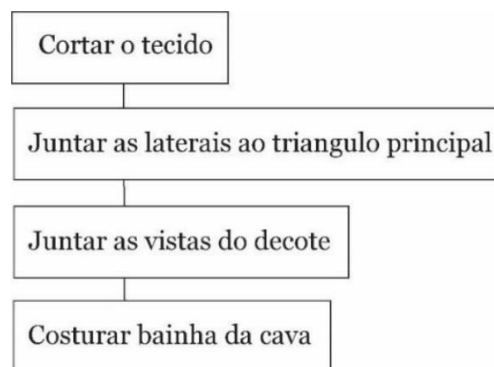 Cortar o tecido
Juntar as laterais ao triangulo principal
Juntar as vistas do decote
Costurar bainha da cava